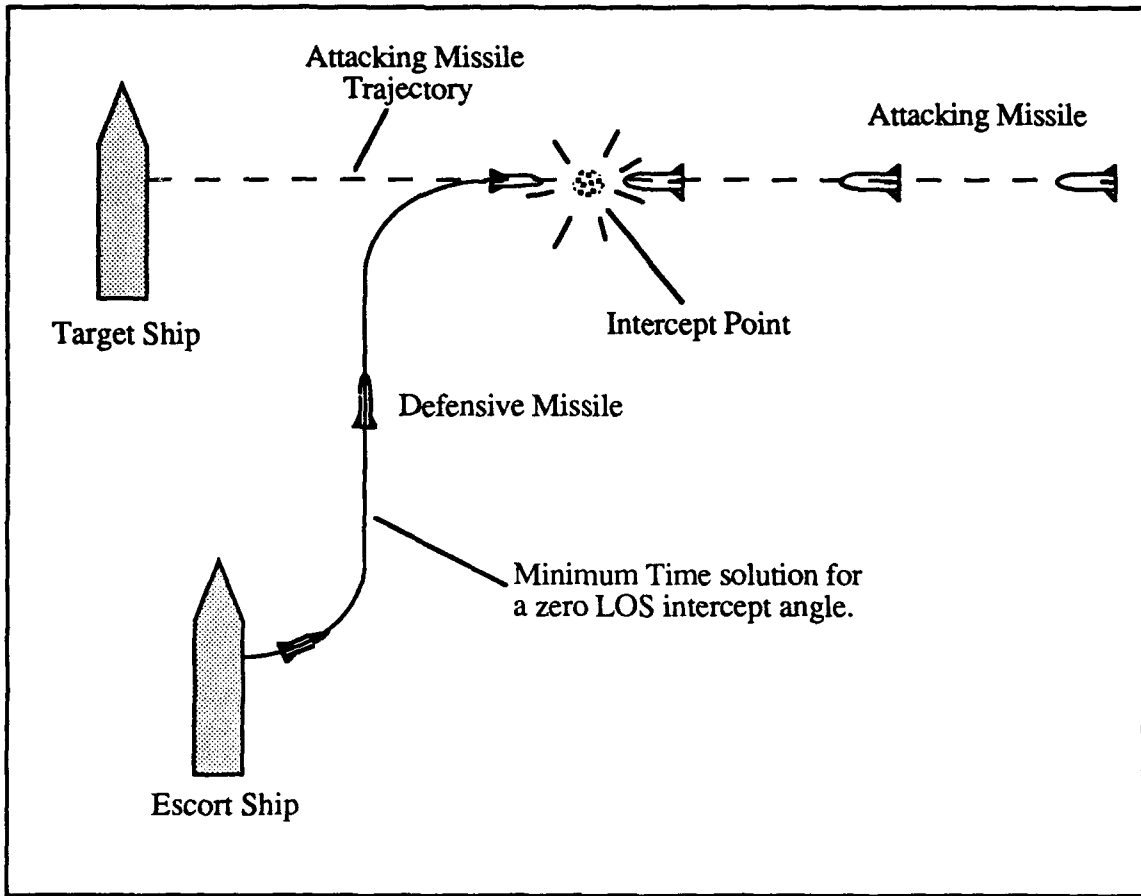 Attacking Missile
Trajectory
Attacking Missile
Target Ship
Intercept Point
Defensive Missile
Minimum Time solution for
a zero LOS intercept angle.
Escort Ship